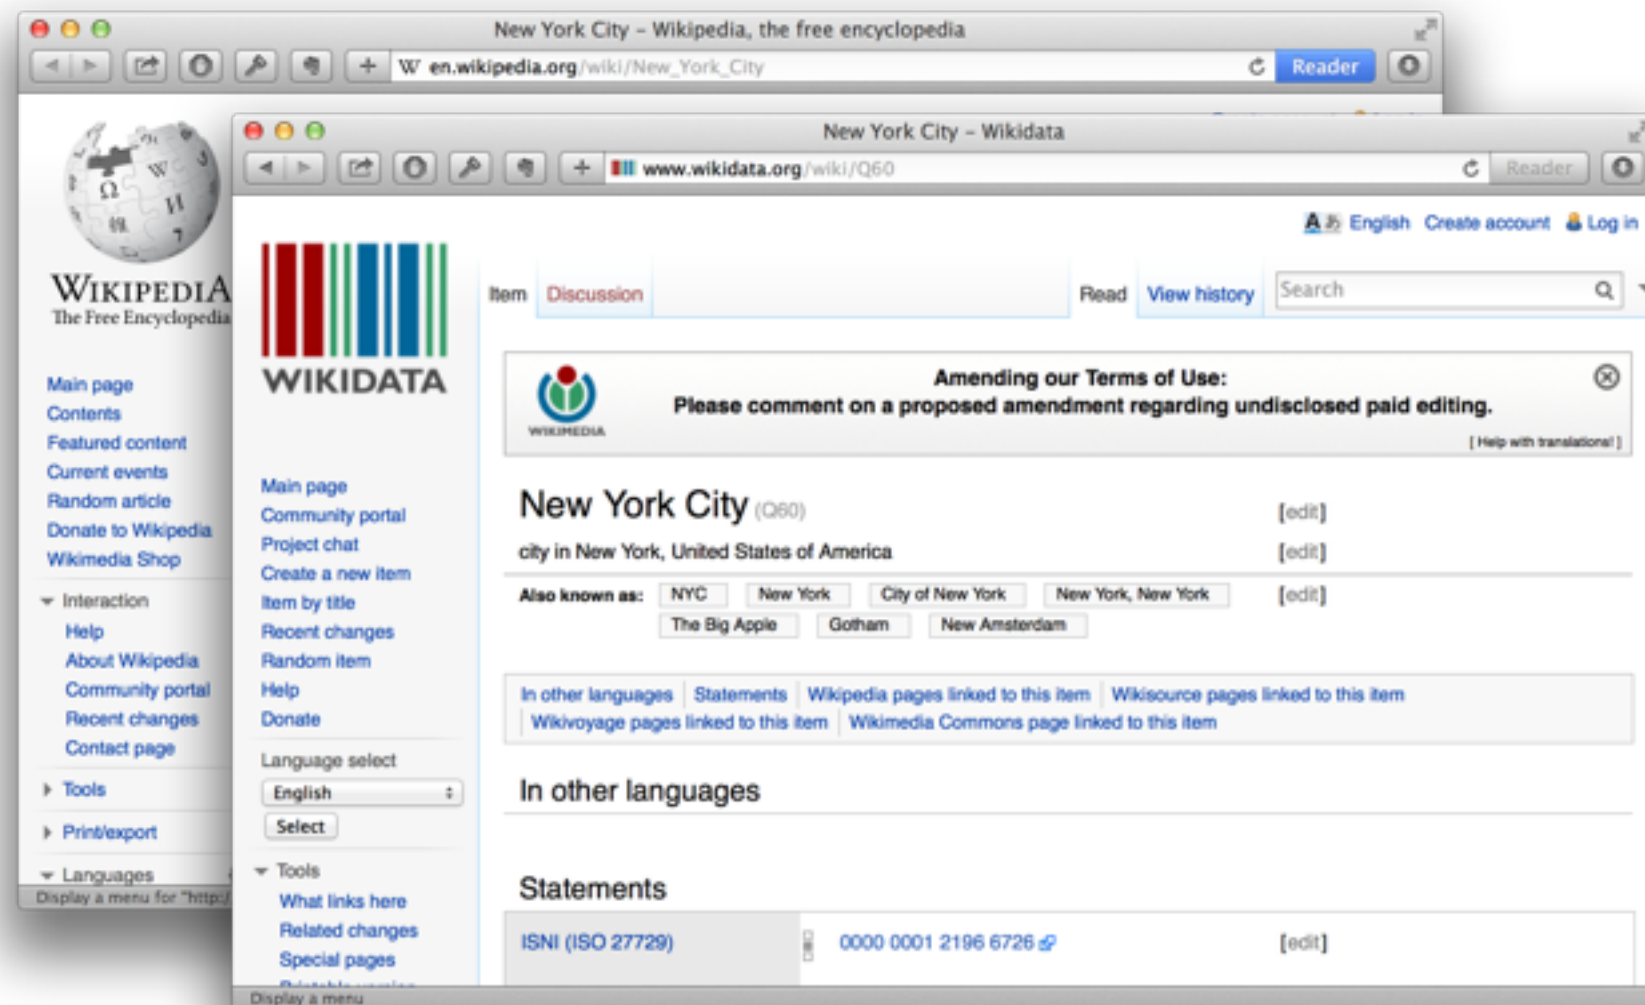 New York City – Wikipedia, the free encyclopedia
W en.wikipedia.org/wiki/New_York_City
Reader
WIKIPEDIA
The Free Encyclopedia
Main page
Contents
Featured content
Current events
Random article
Donate to Wikipedia
Wikimedia Shop
Interaction
Help
About Wikipedia
Community portal
Recent changes
Contact page
Tools
Print/export
Languages
Display a menu for "http:/
New York City – Wikidata
www.wikidata.org/wiki/Q60
Reader
English Create account Log in
WIKIDATA
Main page
Community portal
Project chat
Create a new item
Item by title
Recent changes
Random item
Help
Donate
Language select
English
Select
Tools
What links here
Related changes
Special pages
Display a menu
Item Discussion
Read View history Search
WIKIMEDIA
Amending our Terms of Use:
Please comment on a proposed amendment regarding undisclosed paid editing.
[ Help with translations! ]
New York City (Q60) [edit]
city in New York, United States of America [edit]
Also known as: NYC New York City of New York New York, New York [edit]
The Big Apple Gotham New Amsterdam
In other languages Statements Wikipedia pages linked to this item Wikisource pages linked to this item
Wikivoyage pages linked to this item Wikimedia Commons page linked to this item
In other languages
Statements
ISNI (ISO 27729) 0000 0001 2196 6726 [edit]